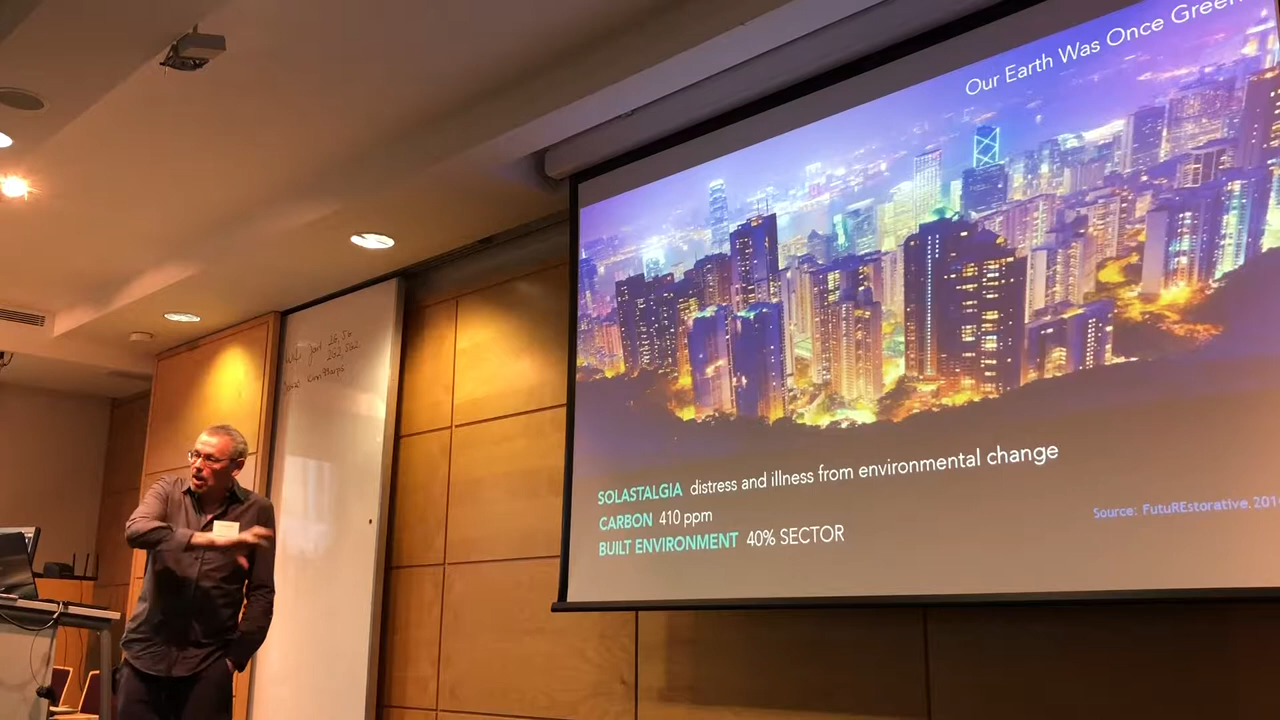 Our Earth Was Once Green
SOLASTALGIA distress and illness from environmental change
CARBON 410 ppm
BUILT ENVIRONMENT 40% SECTOR
Source: FutuREstorative.201